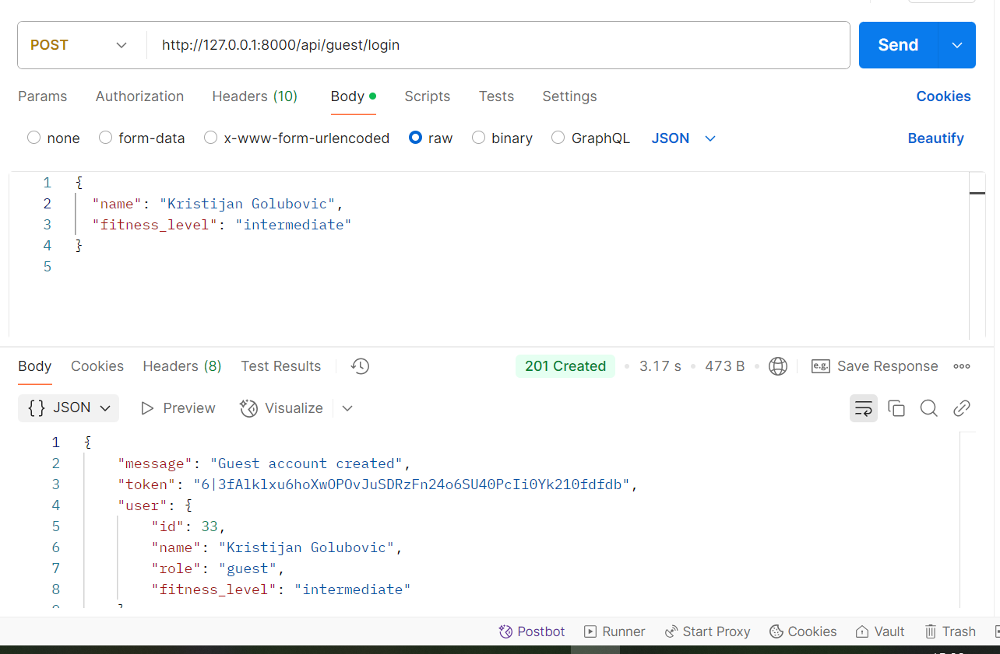 POST http://127.0.0.1:8000/api/guest/login Send
Params Authorization Headers (10) Body Scripts Tests Settings Cookies
none form-data x-www-form-urlencoded raw binary GraphQL JSON Beautify
1 {
2 "name": "Kristijan Golubovic",
3 "fitness_level": "intermediate"
4 }
5
Body Cookies Headers (8) Test Results 201 Created 3.17 s 473 B e.g. Save Response
{} JSON Preview Visualize
1 {
2 "message": "Guest account created",
3 "token": "6|3fAlklxu6hoXwOPOvJuSDRzFn24o6SU40PcIi0Yk210fdfdb",
4 "user": {
5 "id": 33,
6 "name": "Kristijan Golubovic",
7 "role": "guest",
8 "fitness_level": "intermediate"
Postbot Runner Start Proxy Cookies Vault Trash